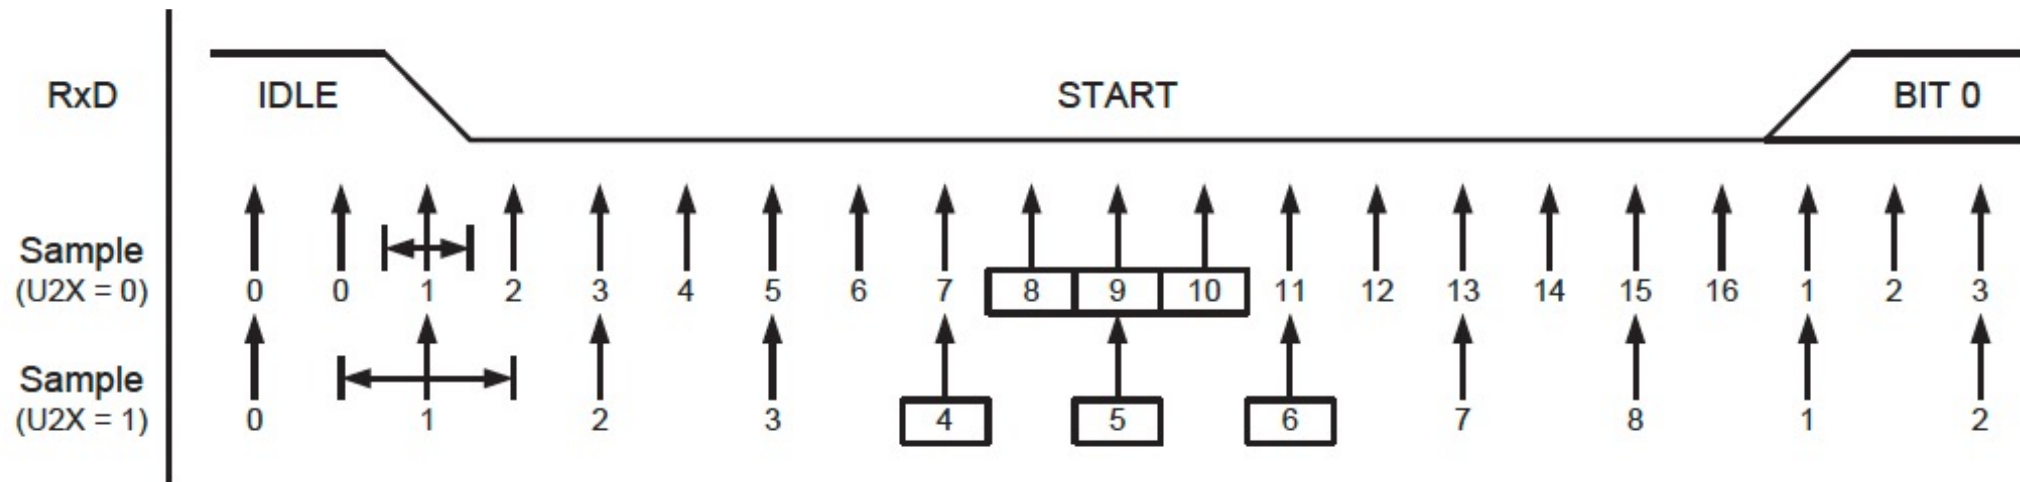 RxD IDLE START BIT 0
Sample
(U2X = 0) 0 0 1 2 3 4 5 6 7 8 9 10 11 12 13 14 15 16 1 2 3
Sample
(U2X = 1) 0 1 2 3 4 5 6 7 8 1 2